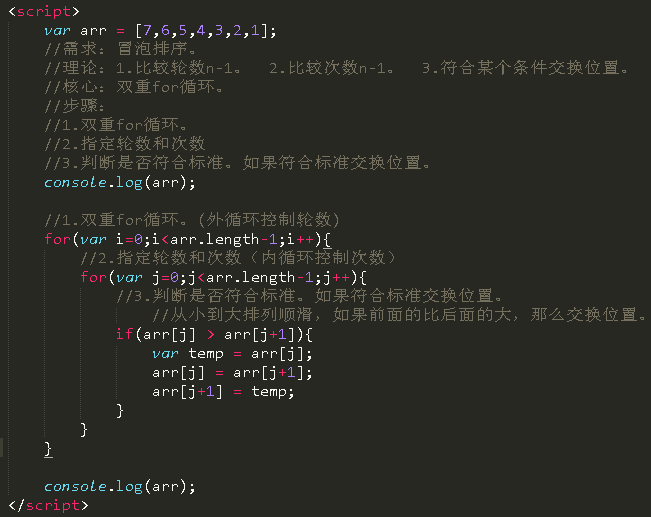 <script>
var arr = [7,6,5,4,3,2,1];
//需求：冒泡排序。
//理论：1.比较轮数n-1。 2.比较次数n-1。 3.符合某个条件交换位置。
//核心：双重for循环。
//步骤：
//1.双重for循环。
//2.指定轮数和次数
//3.判断是否符合标准。如果符合标准交换位置。
console.log(arr);
//1.双重for循环。(外循环控制轮数)
for(var i=0;i<arr.length-1;i++){
//2.指定轮数和次数（内循环控制次数）
for(var j=0;j<arr.length-1;j++){
//3.判断是否符合标准。如果符合标准交换位置。
//从小到大排列顺滑，如果前面的比后面的大，那么交换位置。
if(arr[j] > arr[j+1]){
var temp = arr[j];
arr[j] = arr[j+1];
arr[j+1] = temp;
}
}
}
console.log(arr);
</script>